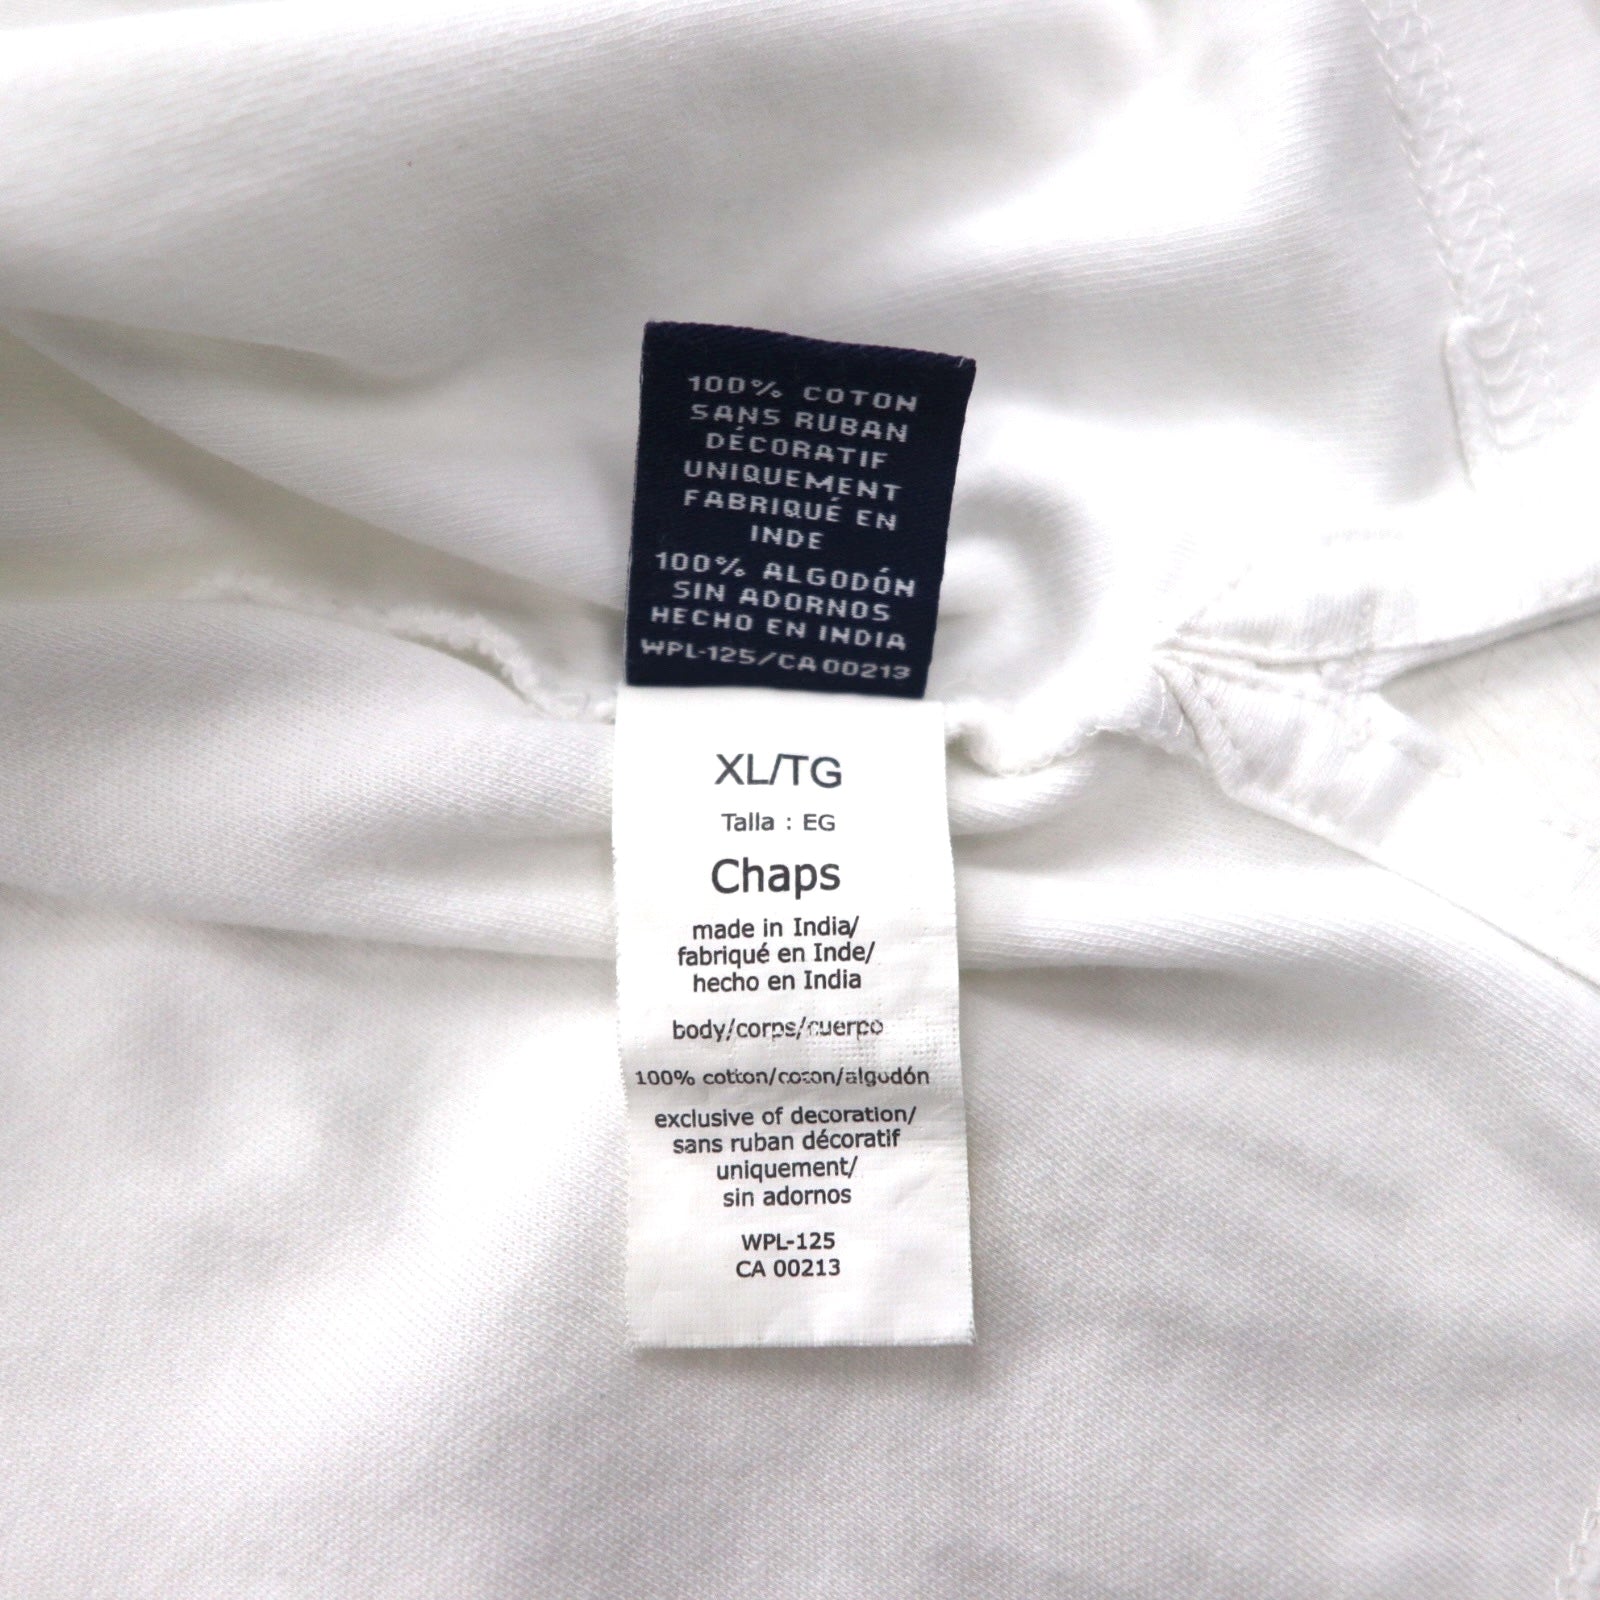 100% COTON
SANS RUBAN
DÉCORATIF
UNIQUEMENT
FABRIQUÉ EN
INDE
100% ALGODÓN
SIN ADORNOS
HECHO EN INDIA
WPL-125/CA 00213
XL/TG
Talla : EG
Chaps
made in India/
fabriqué en Inde/
hecho en India
body/corps/cuerpo
100% cotton/coton/algodón
exclusive of decoration/
sans ruban décoratif
uniquement/
sin adornos
WPL-125
CA 00213